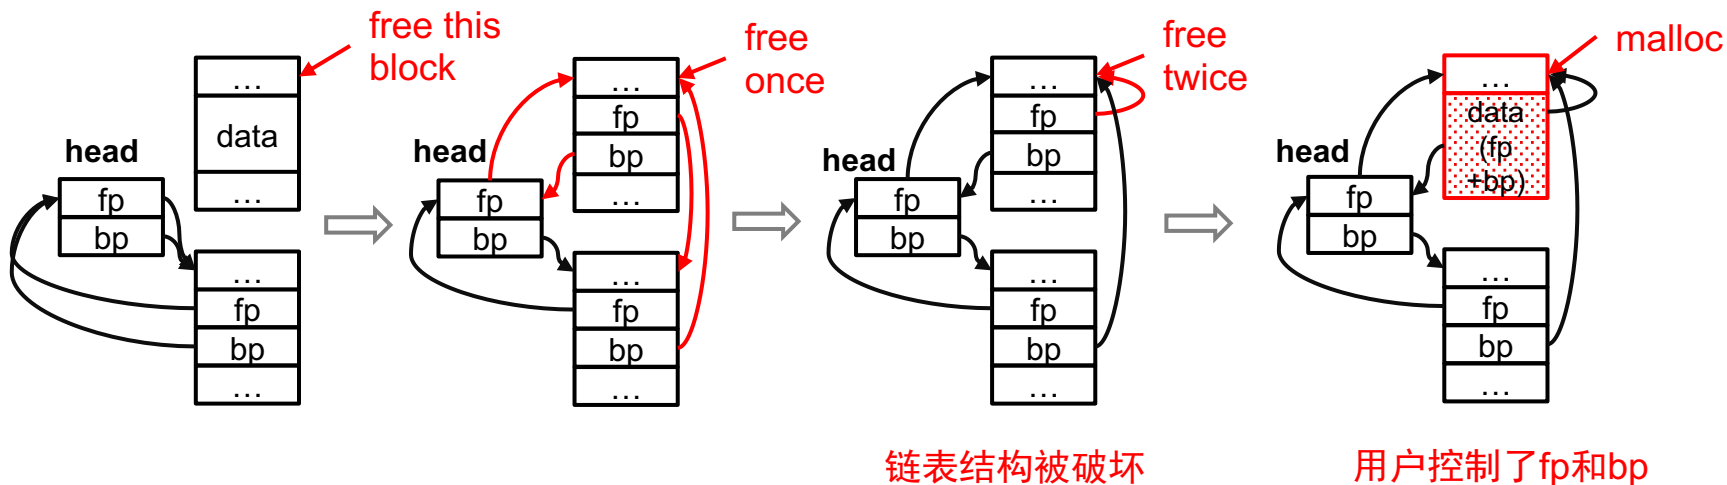 free this
block
…
data
…
head
fp
bp
…
fp
bp
…
free
once
…
fp
bp
…
head
fp
bp
…
fp
bp
…
free
twice
…
fp
bp
…
head
fp
bp
…
fp
bp
…
链表结构被破坏
malloc
…
data
(fp
+bp)
head
fp
bp
…
fp
bp
…
用户控制了fp和bp